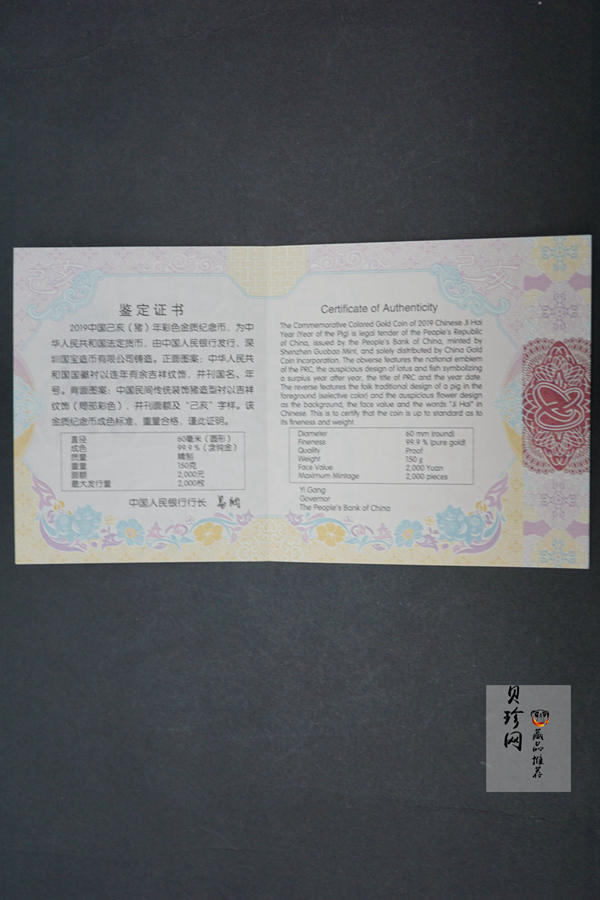 己亥
鉴定证书
2019中国己亥（猪）年彩色金质纪念币，为中
华人民共和国法定货币，由中国人民银行发行，深
圳国宝造币有限公司铸造。正面图案：中华人民共
和国国徽衬以连年有余吉祥纹饰，并刊国名、年
号。背面图案：中国民间传统装饰猪造型衬以吉祥
纹饰（局部彩色），并刊面额及“己亥”字样。该
金质纪念币成色标准，重量合格，谨此证明。
直径 60毫米（圆形）
成色 99.9％（含纯金）
质量 精制
重量 150克
面额 2,000元
最大发行量 2,000枚
中国人民银行行长
己亥
Certificate of Authenticity
The Commemorative Colored Gold Coin of 2019 Chinese Ji Hai
Year (Year of the Pig) is legal tender of the People's Republic
of China, issued by the People's Bank of China, minted by
Shenzhen Guobao Mint, and solely distributed by China Gold
Coin Incorporation. The obverse features the national emblem
of the PRC, the auspicious design of lotus and fish symbolizing
a surplus year after year, the title of PRC and the year date.
The reverse features the folk traditional design of a pig in the
foreground (selective color) and the auspicious flower design
as the background, the face value and the words "Ji Hai" in
Chinese. This is to certify that the coin is up to standard as to
its fineness and weight.
Diameter 60 mm (round)
Fineness 99.9 % (pure gold)
Quality Proof
Weight 150 g
Face Value 2,000 Yuan
Maximum Mintage 2,000 pieces
Yi Gang
Governor
The People's Bank of China
贝珍网
藏品推荐